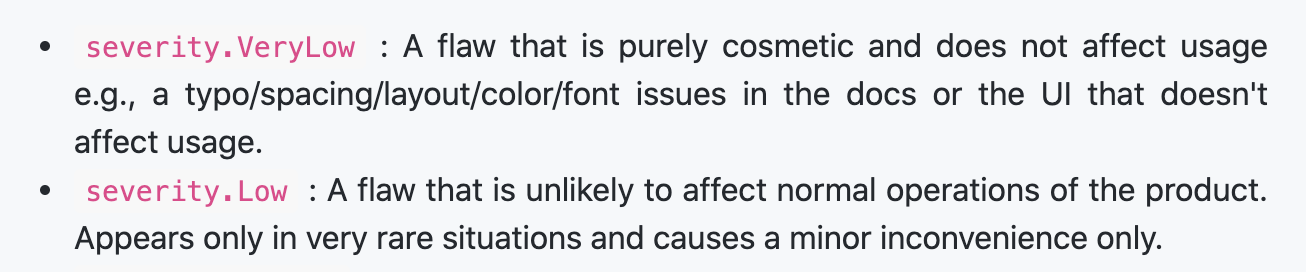 • severity.VeryLow : A flaw that is purely cosmetic and does not affect usage
e.g., a typo/spacing/layout/color/font issues in the docs or the UI that doesn't
affect usage.
• severity.Low : A flaw that is unlikely to affect normal operations of the product.
Appears only in very rare situations and causes a minor inconvenience only.